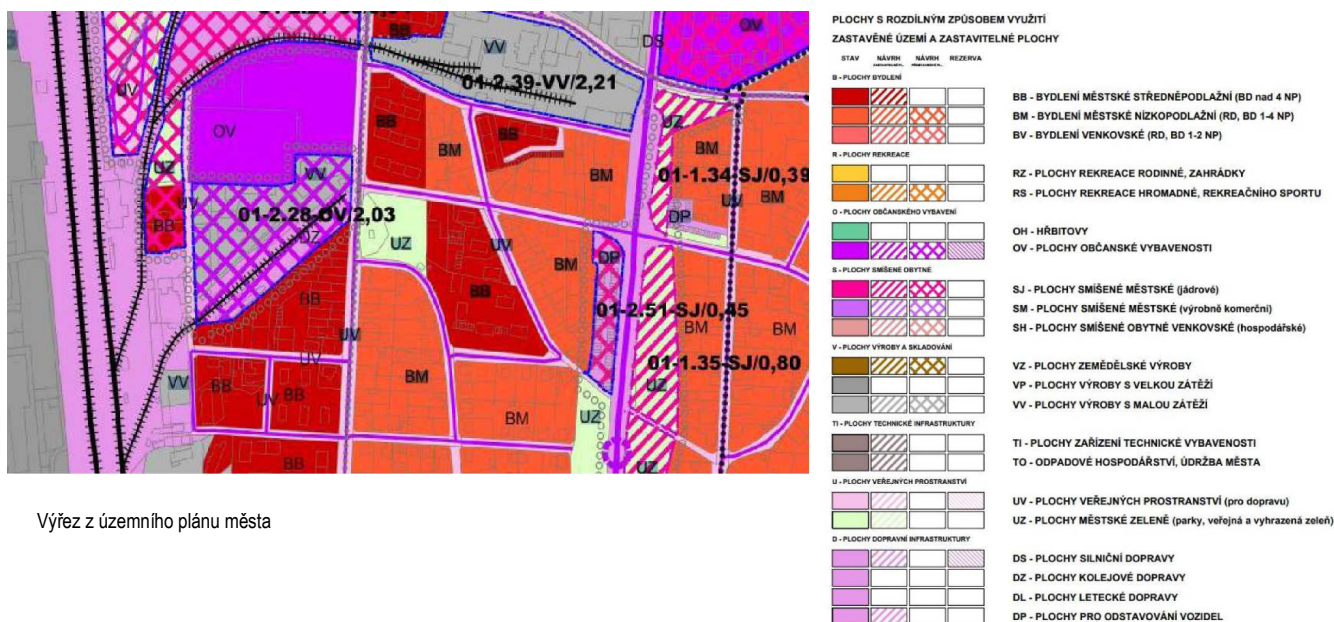 OV
BB
DS
VV
01-2.39-VV/2,21
UV
OV
BB
BB
UZ
BM
BM
BM
UZ
VV
01-1.34-SJ/0,39
UV
BM
UV
DP
01-2.28-OV/2,03
BB
DZ
UZ
UV
BM
DP
BB
BB
01-2.51-SJ/0,45
UV
BM
BM
UV
01-1.35-SJ/0,80
VV
BB
UV
BB
BM
UZ
BM
UZ
BB
UZ
Výřez z územního plánu města
PLOCHY S ROZDÍLNÝM ZPŮSOBEM VYUŽITÍ
ZASTAVĚNÉ ÚZEMÍ A ZASTAVITELNÉ PLOCHY
STAV NÁVRH NÁVRH REZERVA
B - PLOCHY BYDLENÍ
BB - BYDLENÍ MĚSTSKÉ STŘEDNĚPODLAŽNÍ (BD nad 4 NP)
BM - BYDLENÍ MĚSTSKÉ NÍZKOPODLAŽNÍ (RD, BD 1-4 NP)
BV - BYDLENÍ VENKOVSKÉ (RD, BD 1-2 NP)
R - PLOCHY REKREACE
RZ - PLOCHY REKREACE RODINNÉ, ZAHRÁDKY
RS - PLOCHY REKREACE HROMADNÉ, REKREAČNÍHO SPORTU
O - PLOCHY OBČANSKÉHO VYBAVENÍ
OH - HŘBITOVY
OV - PLOCHY OBČANSKÉ VYBAVENOSTI
S - PLOCHY SMÍŠENÉ OBYTNÉ
SJ - PLOCHY SMÍŠENÉ MĚSTSKÉ (jádrové)
SM - PLOCHY SMÍŠENÉ MĚSTSKÉ (výrobně komerční)
SH - PLOCHY SMÍŠENÉ OBYTNÉ VENKOVSKÉ (hospodářské)
V - PLOCHY VÝROBY A SKLADOVÁNÍ
VZ - PLOCHY ZEMĚDĚLSKÉ VÝROBY
VP - PLOCHY VÝROBY S VELKOU ZÁTĚŽÍ
VV - PLOCHY VÝROBY S MALOU ZÁTĚŽÍ
TI - PLOCHY TECHNICKÉ INFRASTRUKTURY
TI - PLOCHY ZAŘÍZENÍ TECHNICKÉ VYBAVENOSTI
TO - ODPADOVÉ HOSPODÁŘSTVÍ, ÚDRŽBA MĚSTA
U - PLOCHY VEŘEJNÝCH PROSTRANSTVÍ
UV - PLOCHY VEŘEJNÝCH PROSTRANSTVÍ (pro dopravu)
UZ - PLOCHY MĚSTSKÉ ZELENĚ (parky, veřejná a vyhrazená zeleň)
D - PLOCHY DOPRAVNÍ INFRASTRUKTURY
DS - PLOCHY SILNIČNÍ DOPRAVY
DZ - PLOCHY KOLEJOVÉ DOPRAVY
DL - PLOCHY LETECKÉ DOPRAVY
DP - PLOCHY PRO ODSTAVOVÁNÍ VOZIDEL